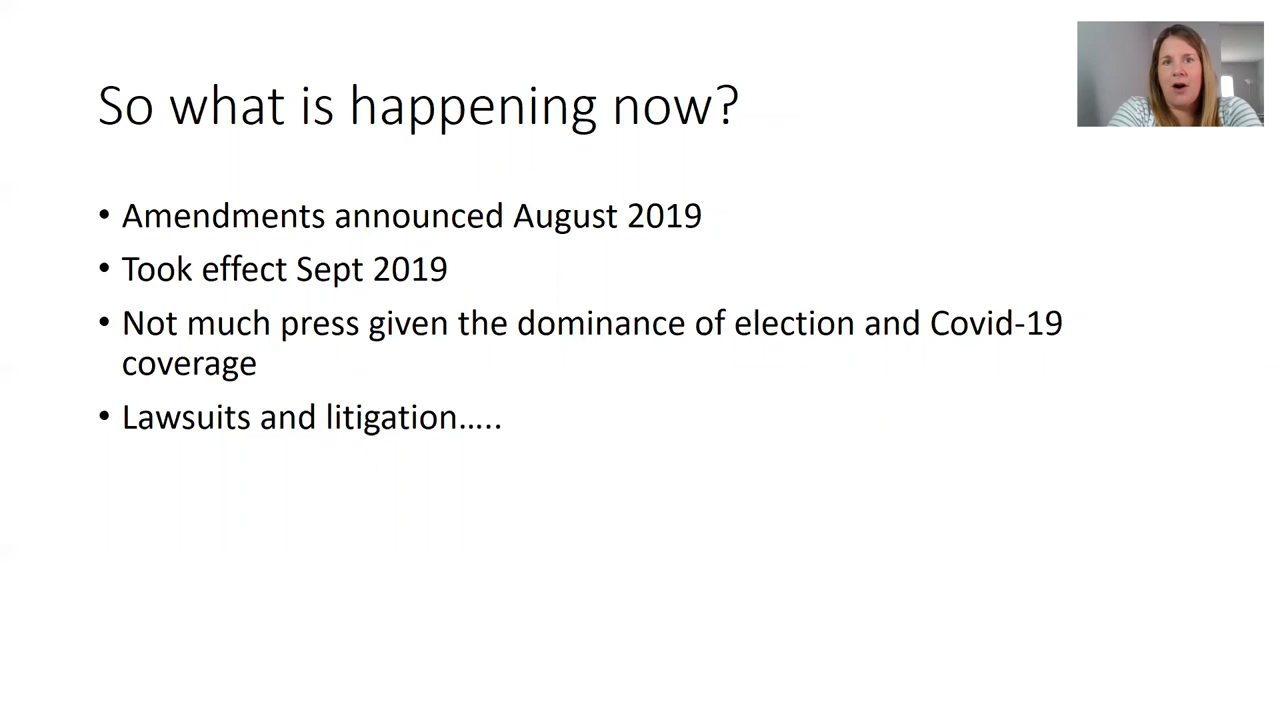 So what is happening now?
• Amendments announced August 2019
• Took effect Sept 2019
• Not much press given the dominance of election and Covid-19
coverage
• Lawsuits and litigation.....